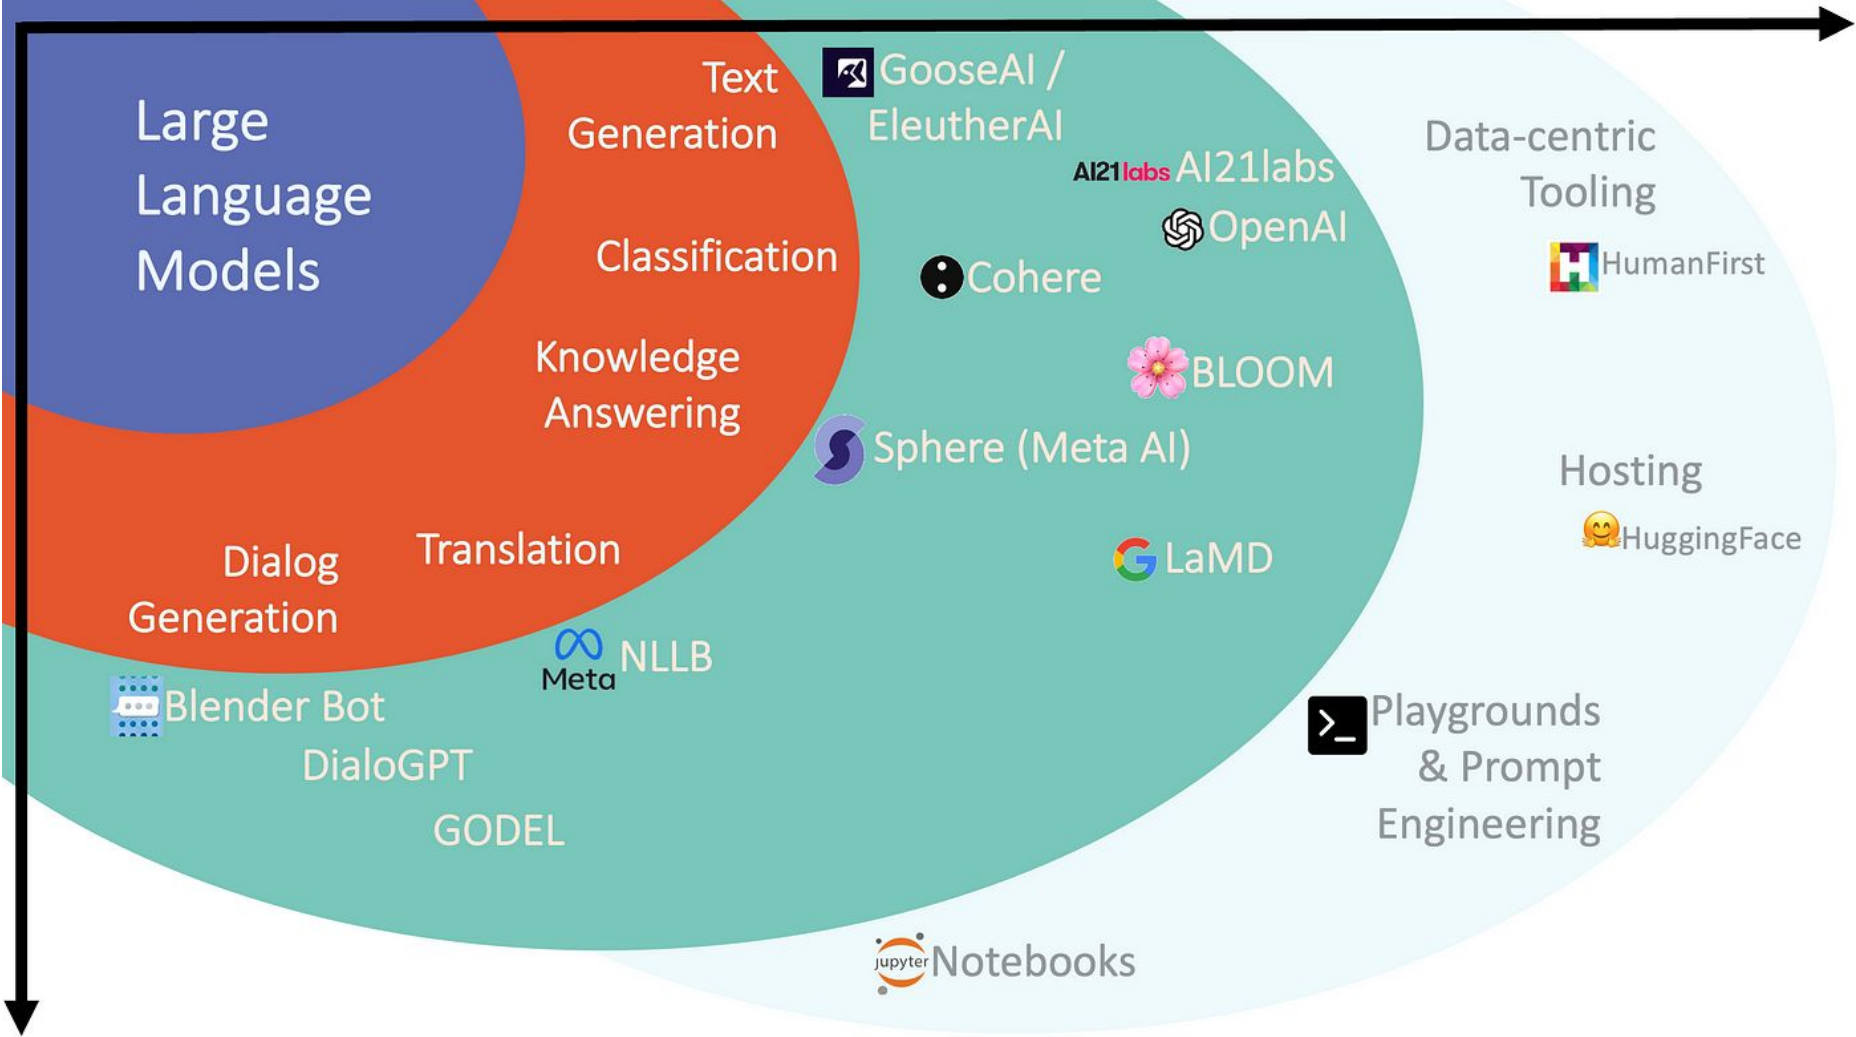 Large
Language
Models
Text
Generation
Classification
Knowledge
Answering
Translation
Dialog
Generation
GooseAI /
EleutherAI
AI21labs AI21labs
OpenAI
Cohere
BLOOM
Sphere (Meta AI)
LaMD
Meta
NLLB
Blender Bot
DialoGPT
GODEL
Data-centric
Tooling
HumanFirst
Hosting
HuggingFace
Playgrounds
& Prompt
Engineering
jupyter Notebooks